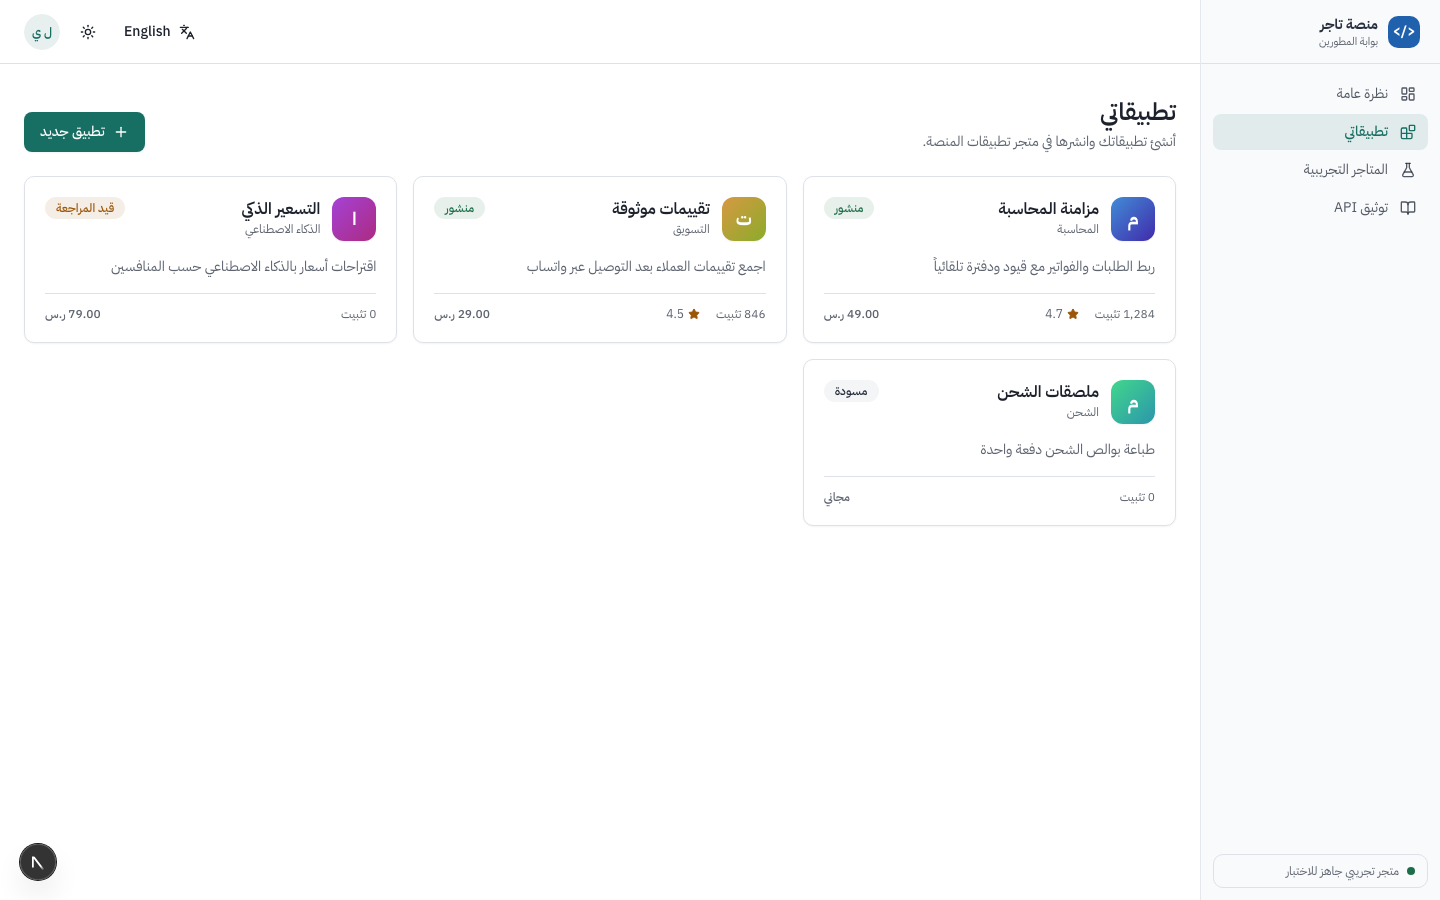 </>
منصة تاجر
بوابة المطورين
English
ل ي
نظرة عامة
تطبيقاتي
المتاجر التجريبية
توثيق API
متجر تجريبي جاهز للاختبار
تطبيقاتي
أنشئ تطبيقاتك وانشرها في متجر تطبيقات المنصة.
تطبيق جديد
م
مزامنة المحاسبة
المحاسبة
منشور
ربط الطلبات والفواتير مع قيود ودفترة تلقائياً
1,284 تثبيت
4.7
49.00 ر.س
ت
تقييمات موثوقة
التسويق
منشور
اجمع تقييمات العملاء بعد التوصيل عبر واتساب
846 تثبيت
4.5
29.00 ر.س
ا
التسعير الذكي
الذكاء الاصطناعي
قيد المراجعة
اقتراحات أسعار بالذكاء الاصطناعي حسب المنافسين
0 تثبيت
79.00 ر.س
م
ملصقات الشحن
الشحن
مسودة
طباعة بوالص الشحن دفعة واحدة
0 تثبيت
مجاني